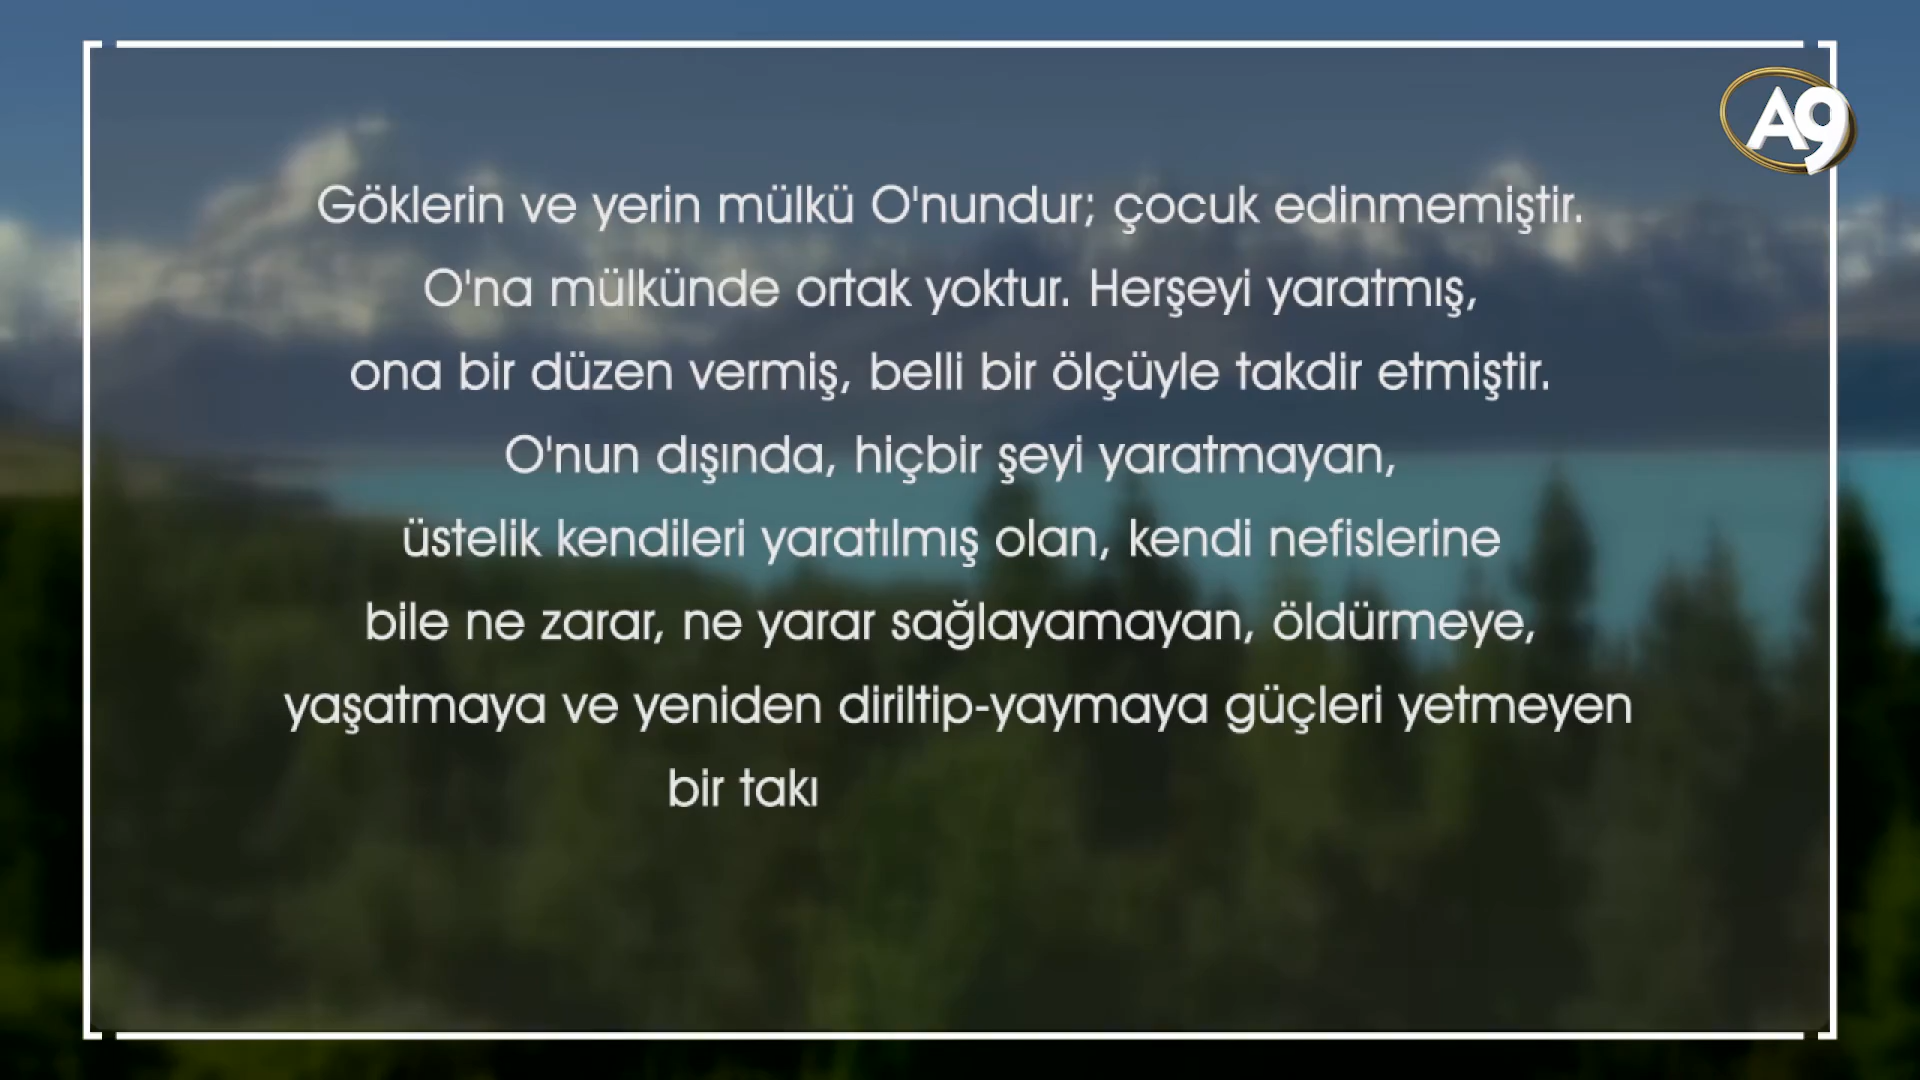 A9
Göklerin ve yerin mülkü O'nundur; çocuk edinmemiştir.
O'na mülkünde ortak yoktur. Herşeyi yaratmış,
ona bir düzen vermiş, belli bir ölçüyle takdir etmiştir.
O'nun dışında, hiçbir şeyi yaratmayan,
üstelik kendileri yaratılmış olan, kendi nefislerine
bile ne zarar, ne yarar sağlayamayan, öldürmeye,
yaşatmaya ve yeniden diriltip-yaymaya güçleri yetmeyen
bir takı